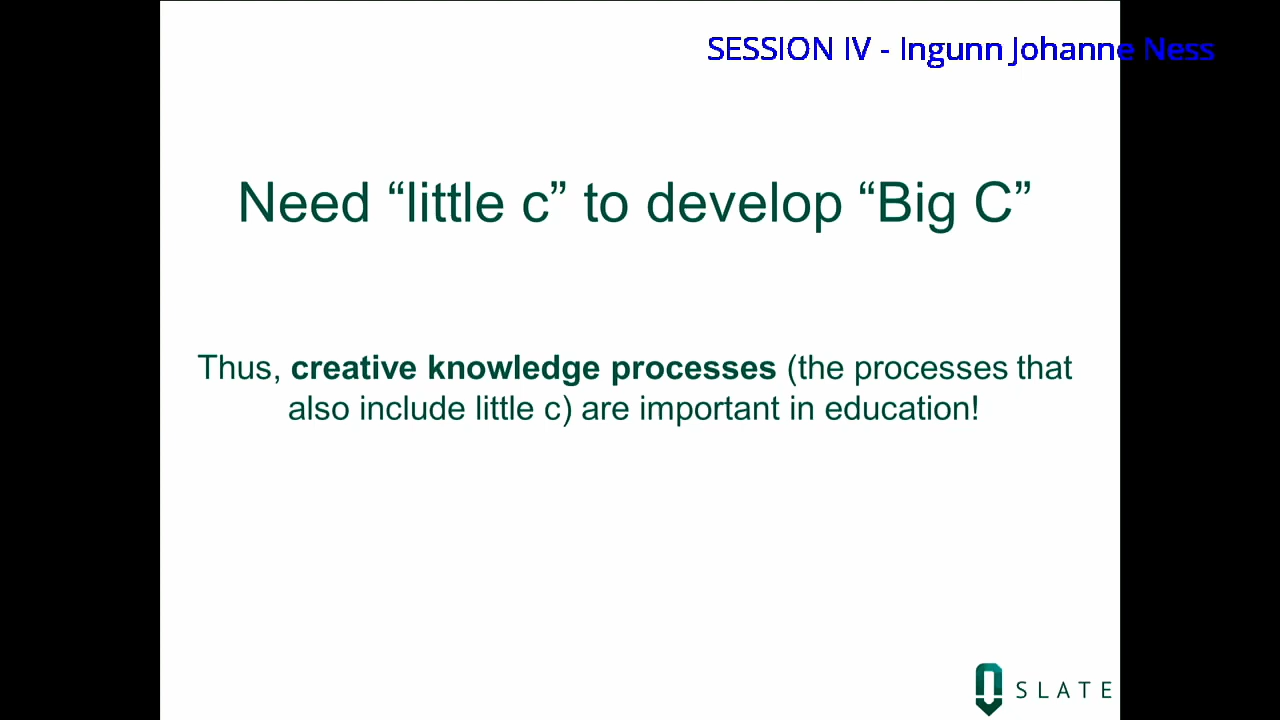 SESSION IV - Ingunn Johanne Ness
Need “little c” to develop “Big C”
Thus, creative knowledge processes (the processes that
also include little c) are important in education!
SLATE